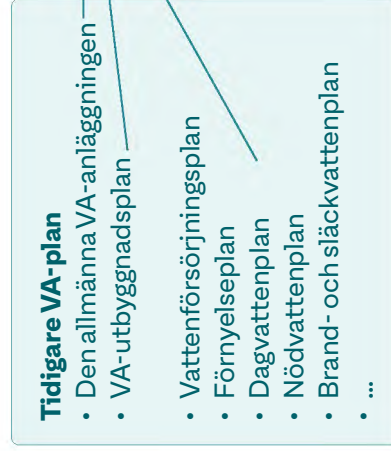 Tidigare VA-plan
• Den allmänna VA-anläggningen
• VA-utbyggnadsplan
• Vattenförsörjningsplan
• Förnyelseplan
• Dagvattenplan
• Nödvattenplan
• Brand- och släckvattenplan
• ...